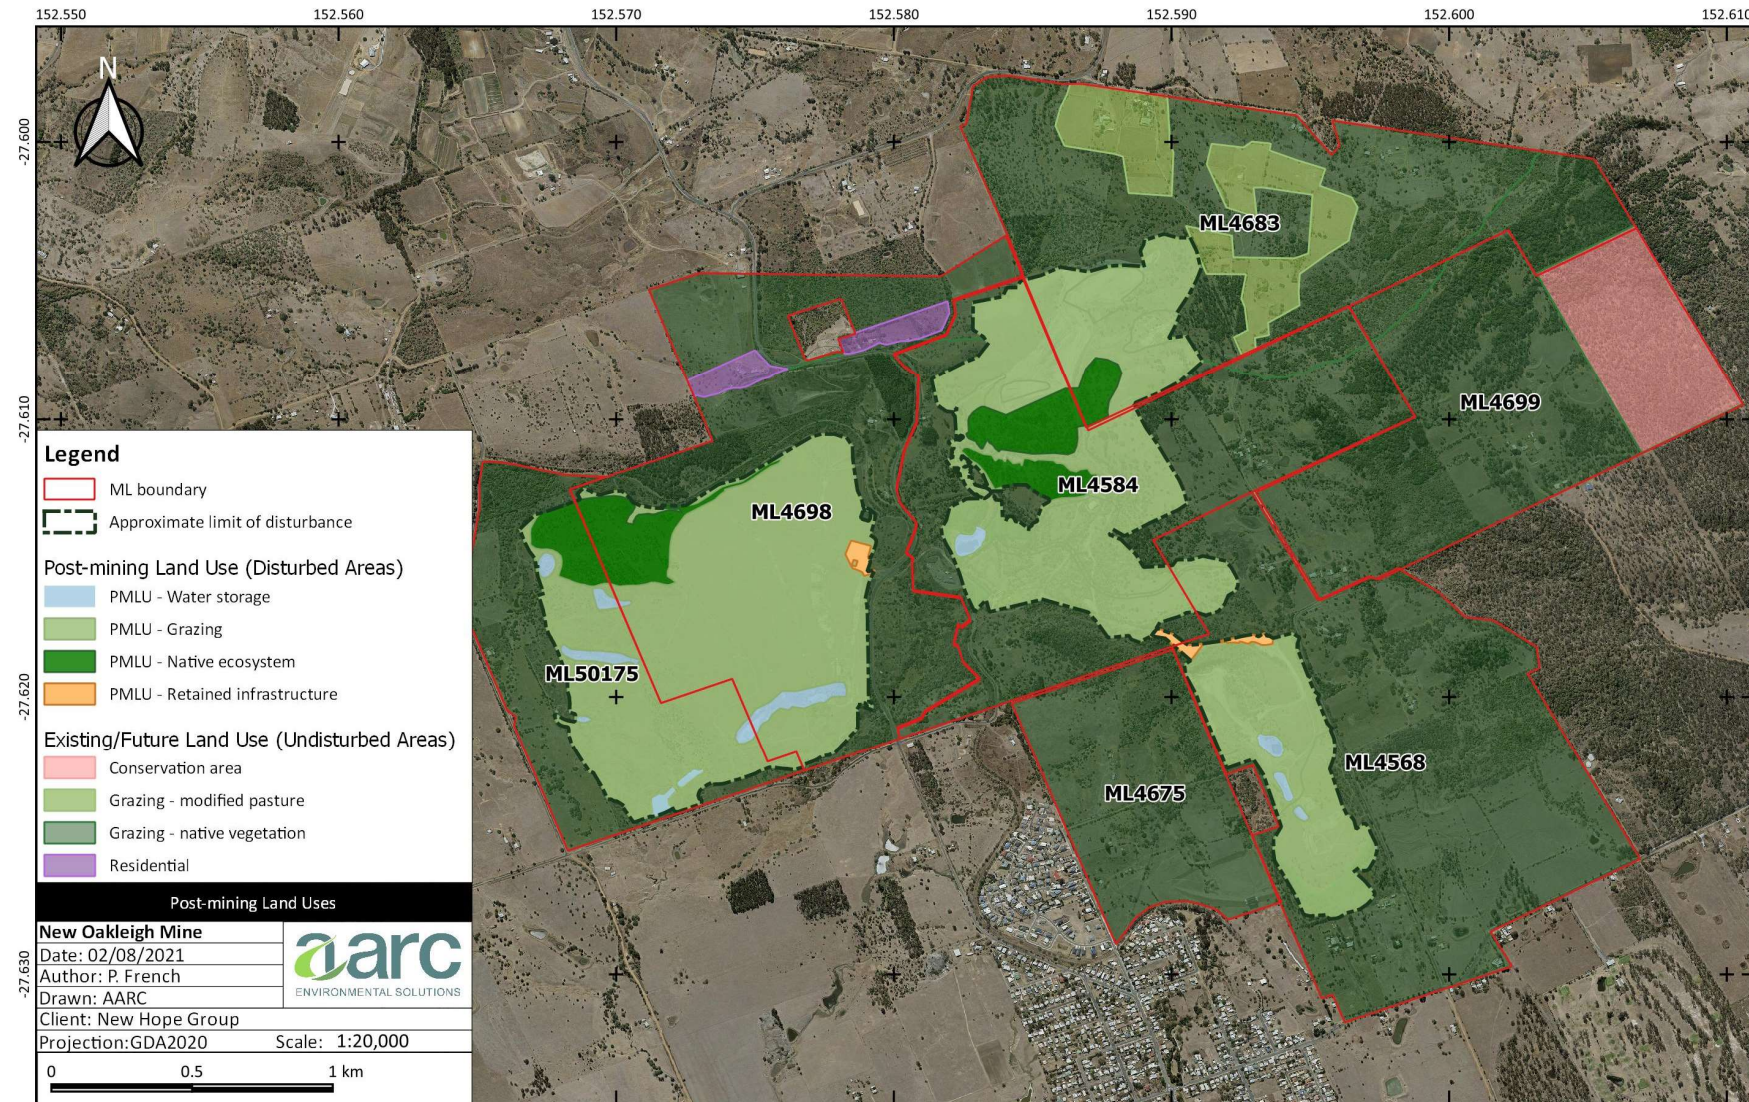 152.550
152.560
152.570
152.580
152.590
152.600
152.610
-27.600
-27.610
-27.620
-27.630
N
ML4683
ML4699
ML4584
ML4698
ML50175
ML4568
ML4675
Legend
ML boundary
Approximate limit of disturbance
Post-mining Land Use (Disturbed Areas)
PMLU - Water storage
PMLU - Grazing
PMLU - Native ecosystem
PMLU - Retained infrastructure
Existing/Future Land Use (Undisturbed Areas)
Conservation area
Grazing - modified pasture
Grazing - native vegetation
Residential
Post-mining Land Uses
New Oakleigh Mine
Date: 02/08/2021
Author: P. French
Drawn: AARC
aarc
ENVIRONMENTAL SOLUTIONS
Client: New Hope Group
Projection:GDA2020 Scale: 1:20,000
0 0.5 1 km